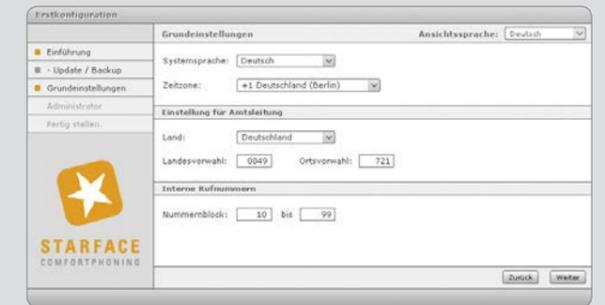 Erstkonfiguration
Grundeinstellungen Ansichtssprache: Deutsch
Einführung
- Update / Backup
Grundeinstellungen
Administrator
Fertig stellen.
STARFACE
COMFORTPHONING
Systemsprache: Deutsch
Zeitzone: +1 Deutschland (Berlin)
Einstellung für Amtsleitung
Land: Deutschland
Landesvorwahl: 0049 Ortsvorwahl: 721
Interne Rufnummern
Nummernblock: 10 bis 99
Zurück Weiter